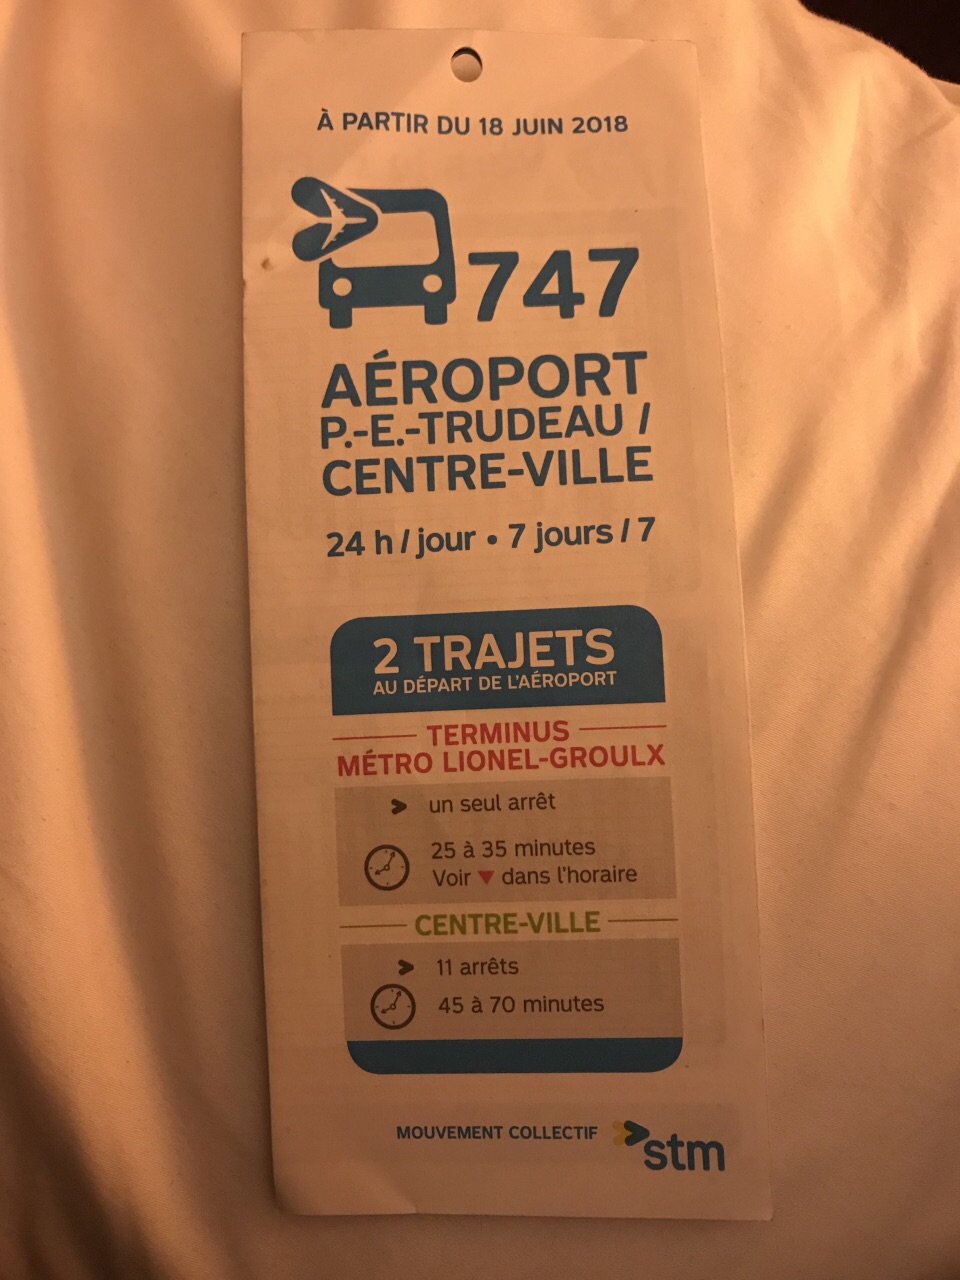 À PARTIR DU 18 JUIN 2018
747
AÉROPORT
P.-E.-TRUDEAU /
CENTRE-VILLE
24 h / jour • 7 jours / 7
2 TRAJETS
AU DÉPART DE L'AÉROPORT
TERMINUS
MÉTRO LIONEL-GROULX
un seul arrêt
25 à 35 minutes
Voir ▼ dans l'horaire
CENTRE-VILLE
11 arrêts
45 à 70 minutes
MOUVEMENT COLLECTIF
stm